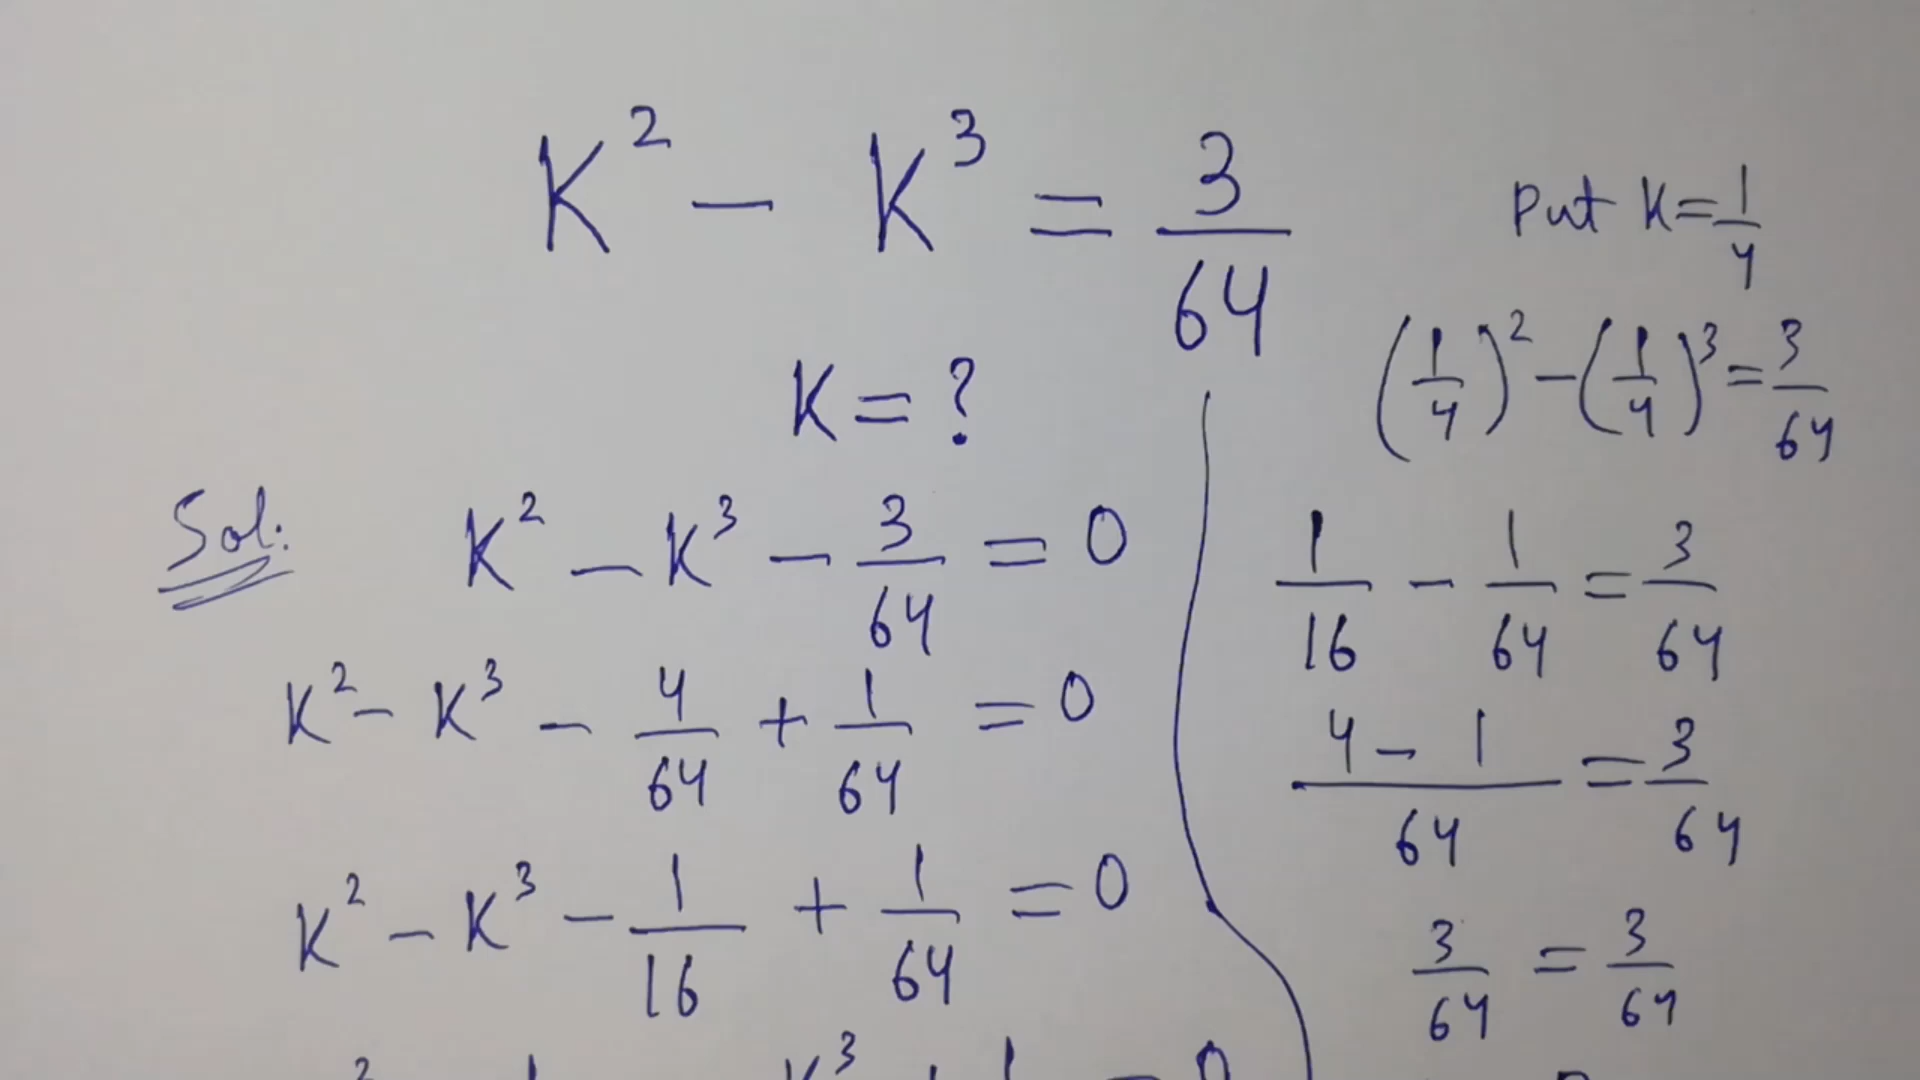 K² - K³ = 3/64
K = ?
Sol:
K² - K³ - 3/64 = 0
K² - K³ - 4/64 + 1/64 = 0
K² - K³ - 1/16 + 1/64 = 0
Put K = 1/4
(1/4)² - (1/4)³ = 3/64
1/16 - 1/64 = 3/64
4 - 1/64 = 3/64
3/64 = 3/64